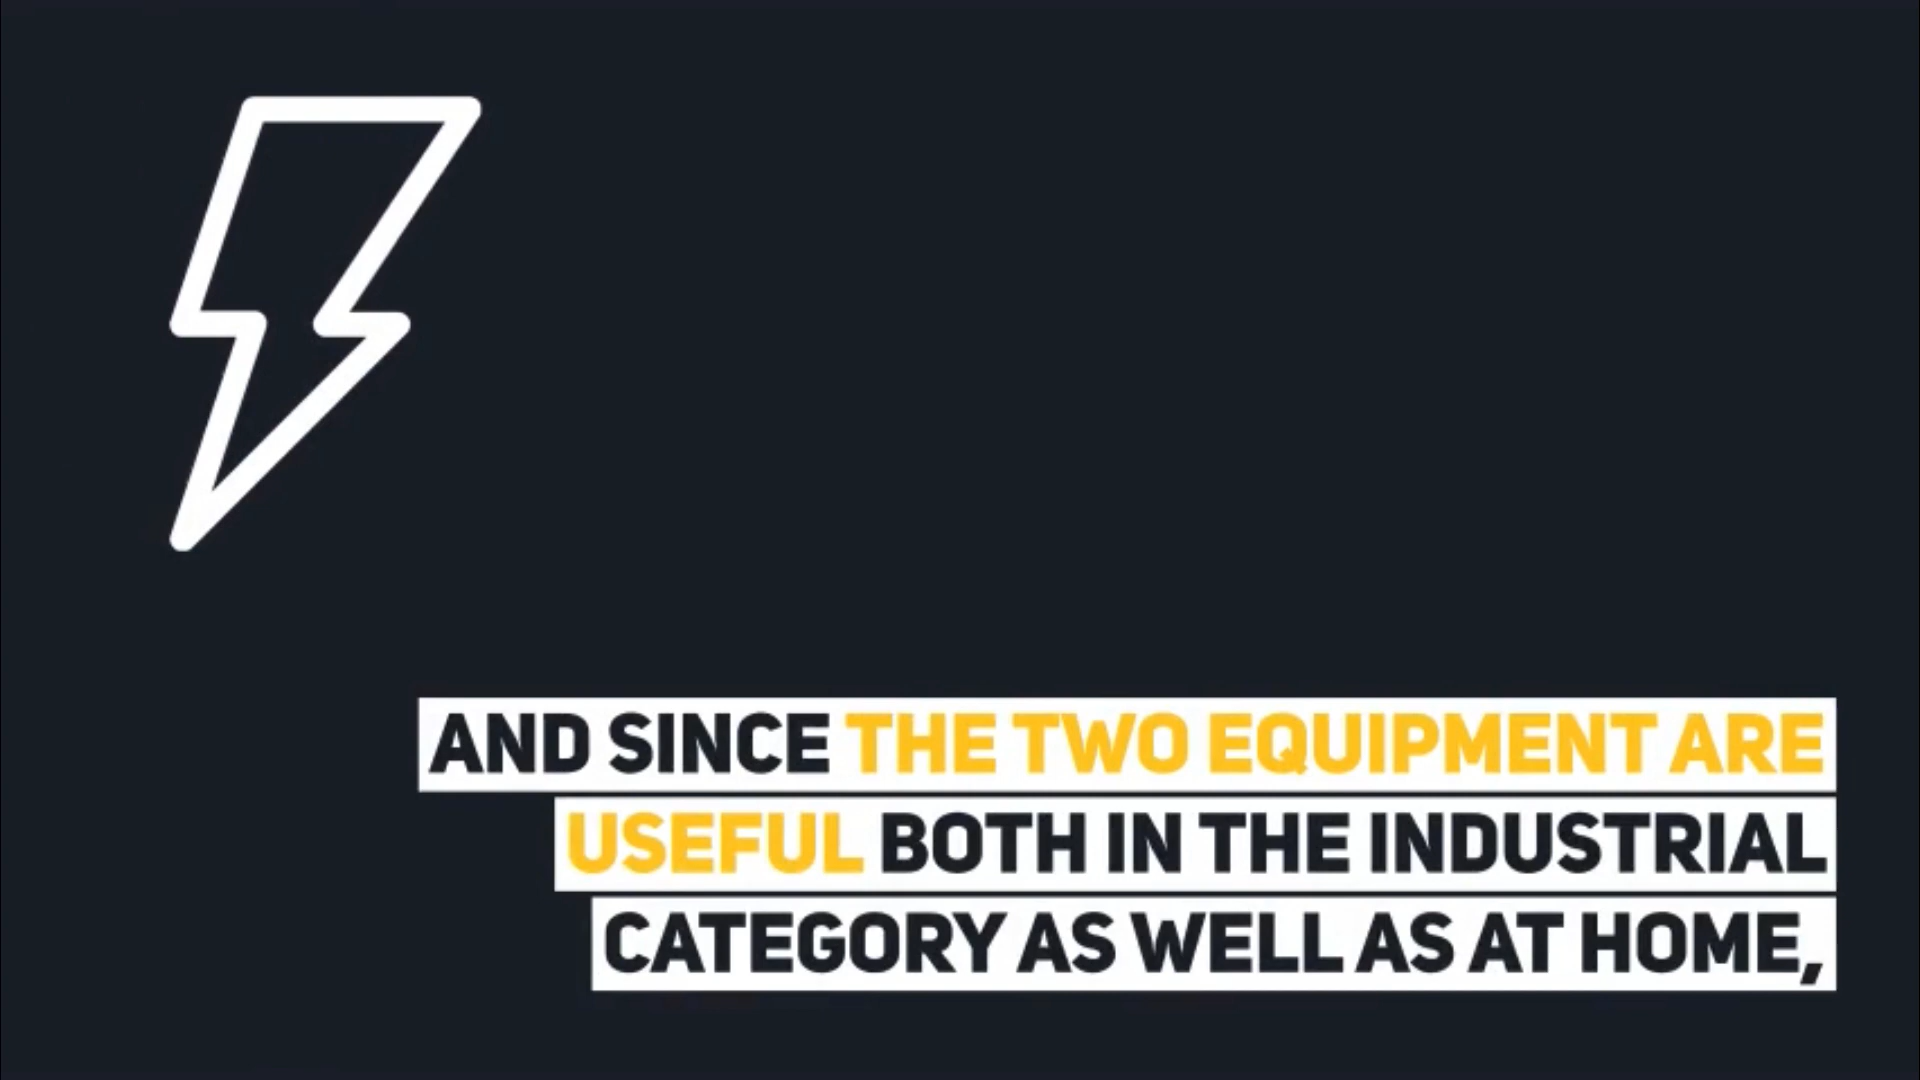 AND SINCE THE TWO EQUIPMENT ARE
USEFUL BOTH IN THE INDUSTRIAL
CATEGORY AS WELL AS AT HOME,